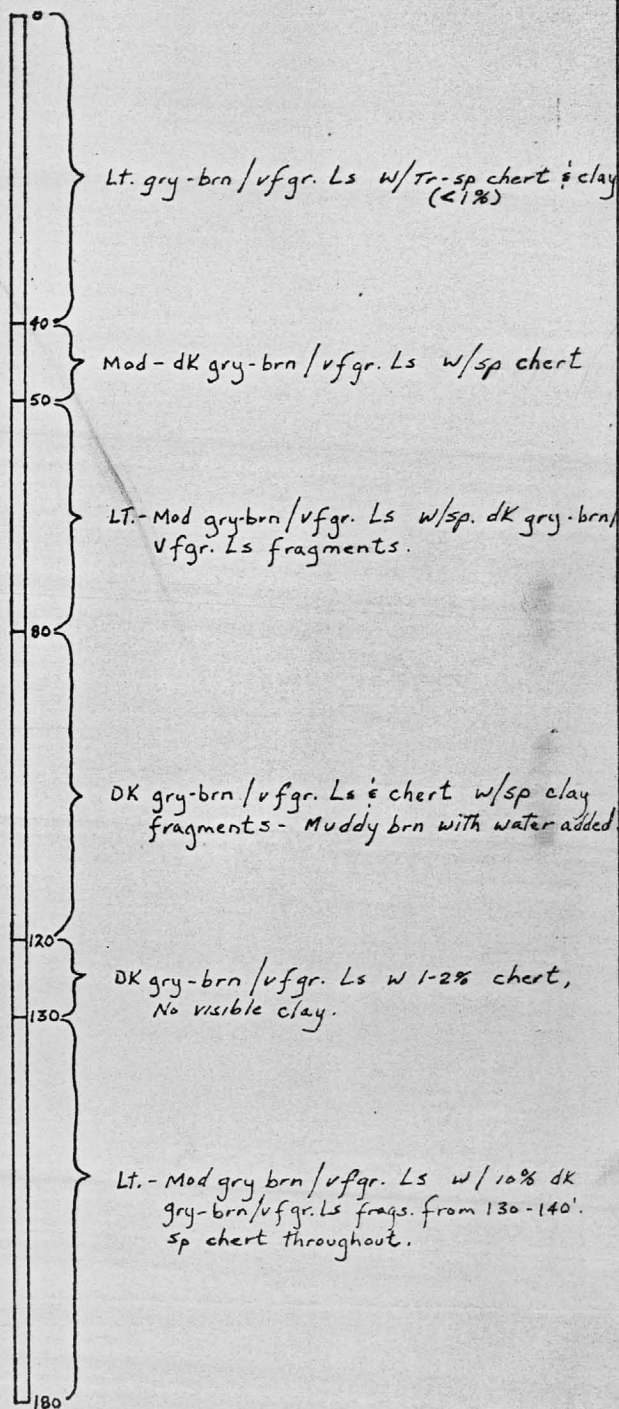 0
Lt. gry-brn/vfgr. Ls w/Tr-sp chert & clay
(<1%)
40
Mod-dk gry-brn/vfgr. Ls w/sp chert
50
LT.-Mod gry-brn/vfgr. Ls w/sp. dk gry-brn/
vfgr. Ls fragments.
80
DK gry-brn/vfgr. Ls & chert w/sp clay
fragments - Muddy brn with water added.
120
DK gry-brn/vfgr. Ls w 1-2% chert,
No visible clay.
130
Lt.-Mod gry brn/vfgr. Ls w/10% dk
gry-brn/vfgr. Ls frags. from 130-140'.
sp chert throughout.
180